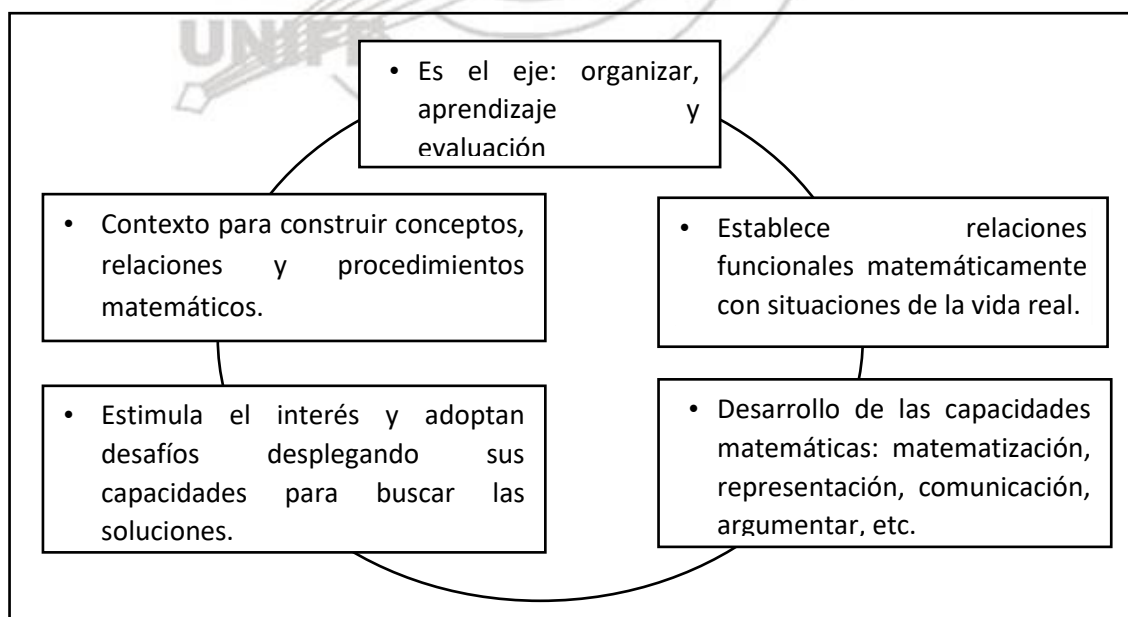 • Es el eje: organizar,
aprendizaje y
evaluación
• Contexto para construir conceptos,
relaciones y procedimientos
matemáticos.
• Establece relaciones
funcionales matemáticamente
con situaciones de la vida real.
• Estimula el interés y adoptan
desafíos desplegando sus
capacidades para buscar las
soluciones.
• Desarrollo de las capacidades
matemáticas: matematización,
representación, comunicación,
argumentar, etc.